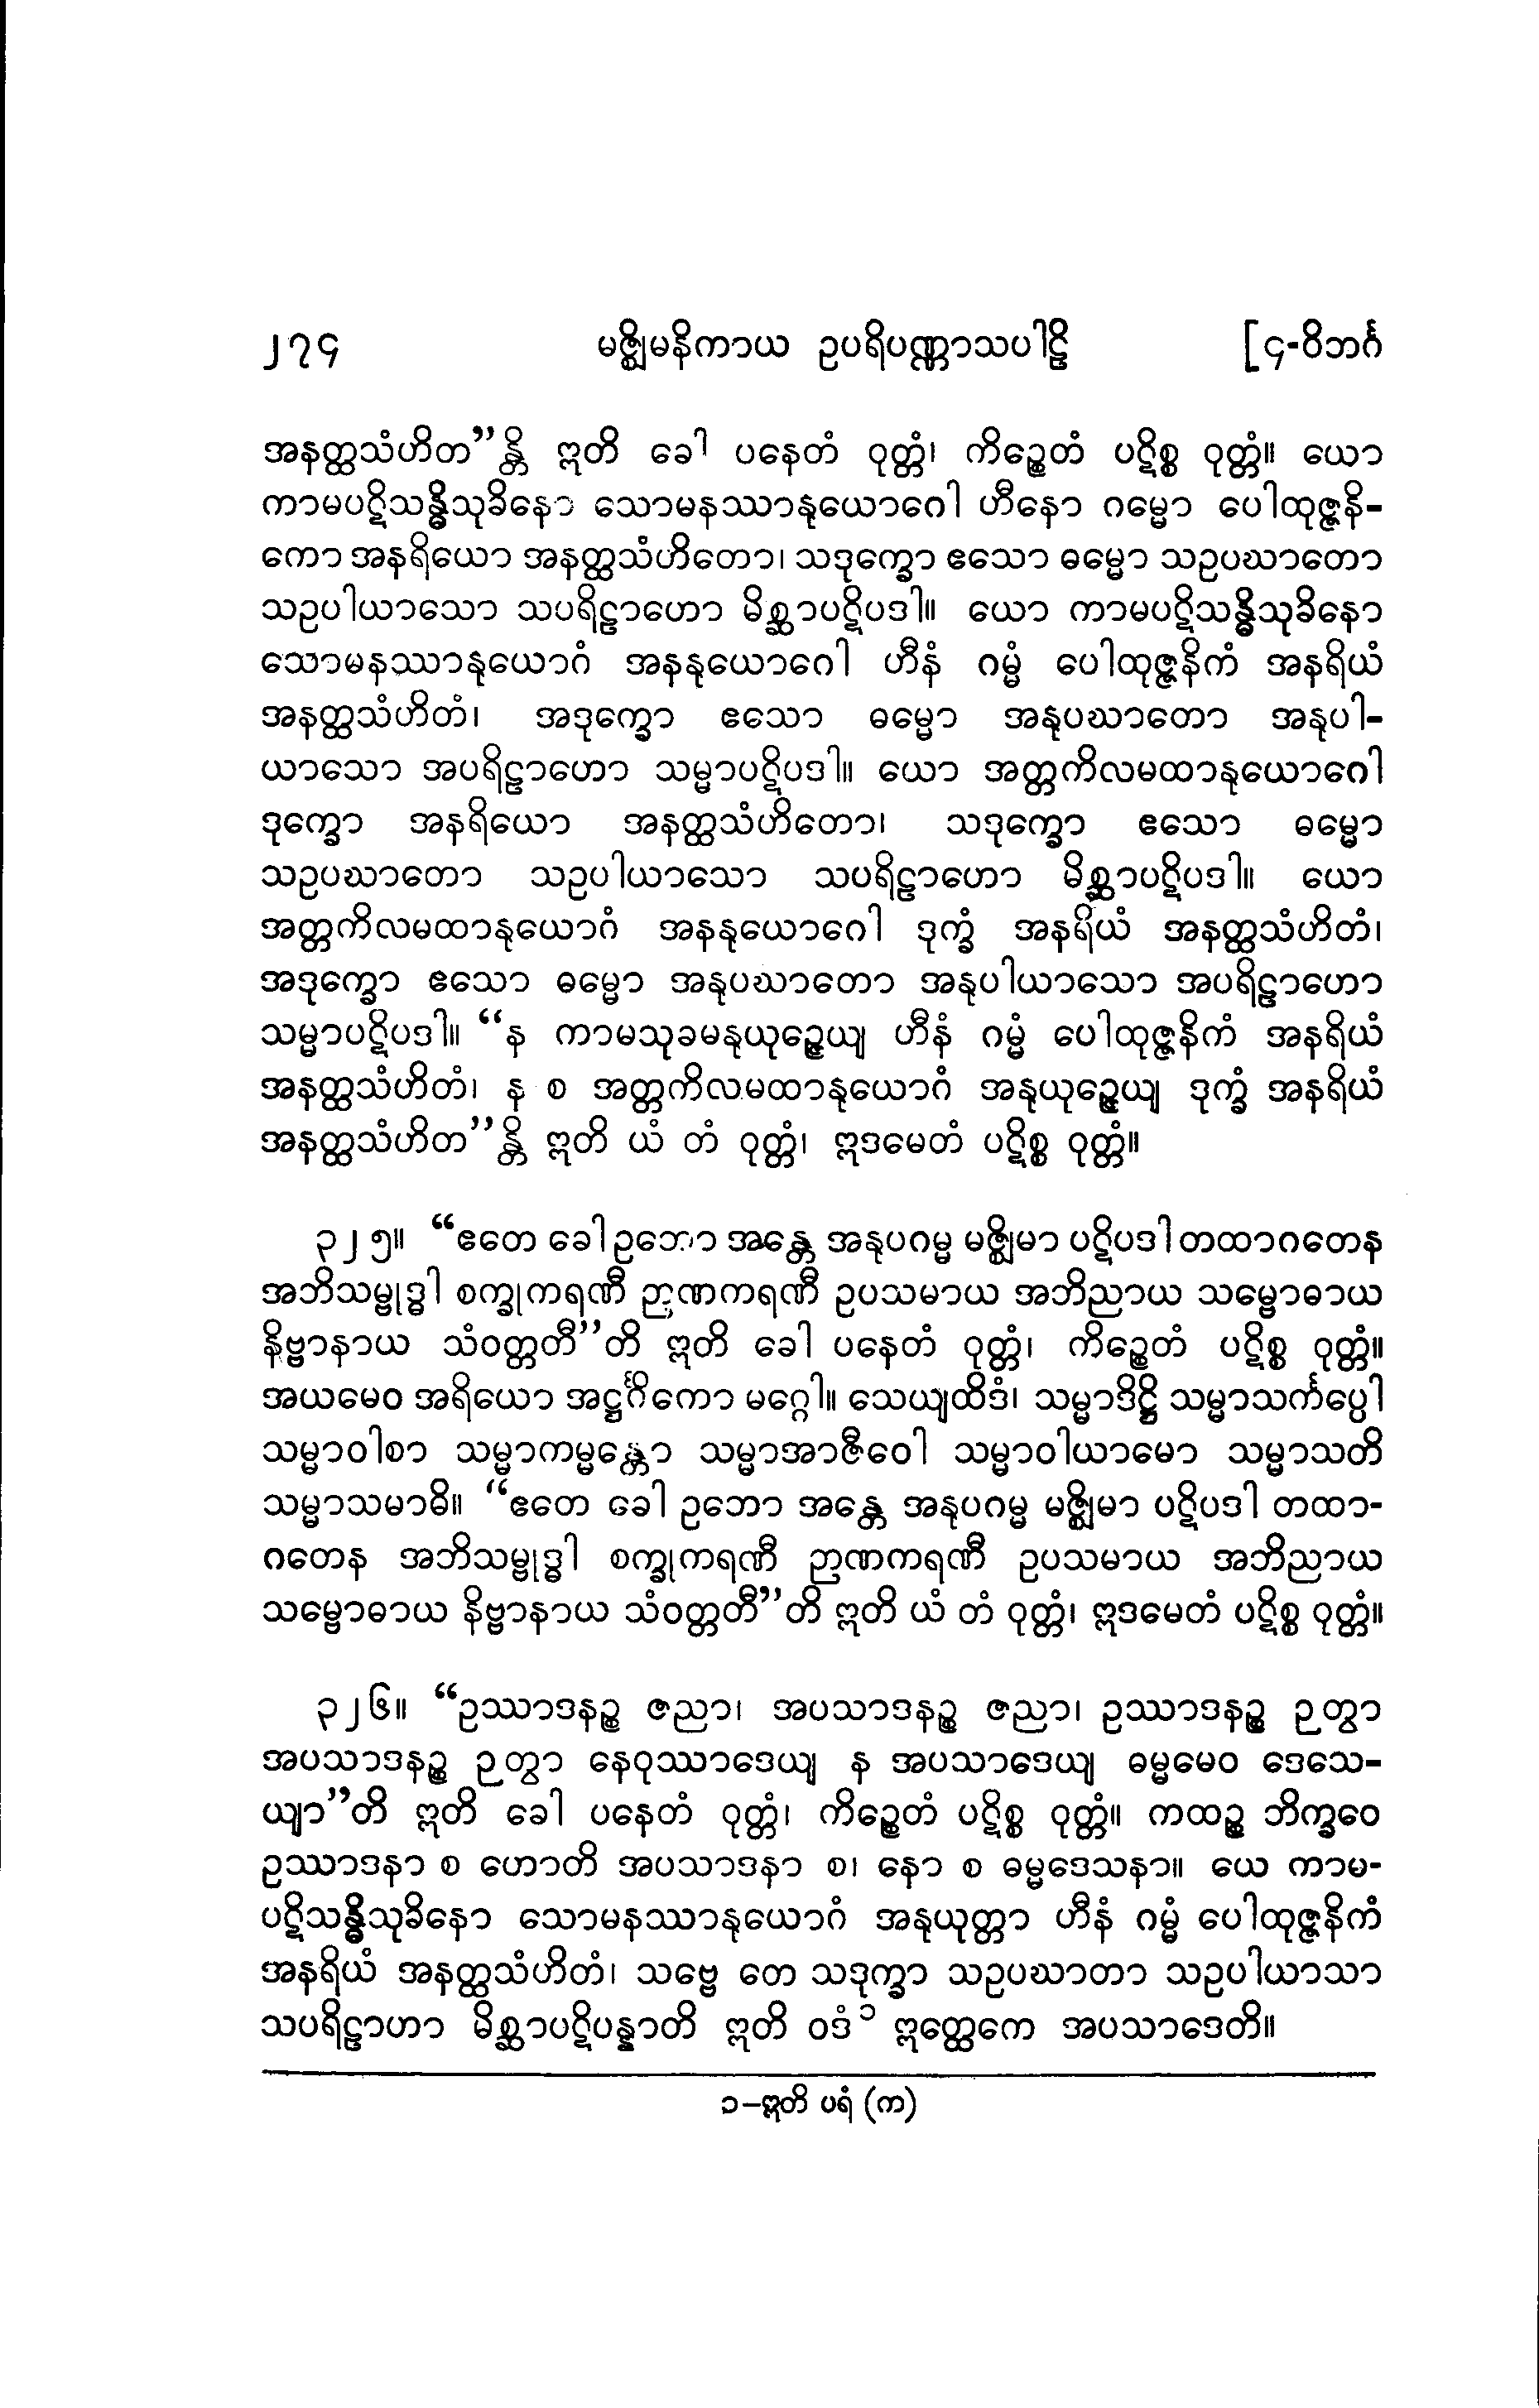 ၂၇၄ မဇ္ဈိမနိကာယ ဥပရိပဏ္ဏာသပါဠိ [၄-ဝိဘင်္ဂ
အနတ္ထသံဟိတ”န္တိ ဣတိ ခေါ ပနေတံ ဝုတ္တံ၊ ကိဉ္စေတံ ပဋိစ္စ ဝုတ္တံ။ ယော
ကာမပဋိသန္ဓိသုခိနော သောမနဿာနုယောဂေါ ဟီနော ဂမ္မော ပေါထုဇ္ဇနိ-
ကော အနရိယော အနတ္ထသံဟိတော၊ သဒုက္ခော ဧသော ဓမ္မော သဥပဃာတော
သဥပါယာသော သပရိဠာဟော မိစ္ဆာပဋိပဒါ။ ယော ကာမပဋိသန္ဓိသုခိနော
သောမနဿာနုယောဂံ အနနုယောဂေါ ဟီနံ ဂမ္မံ ပေါထုဇ္ဇနိကံ အနရိယံ
အနတ္ထသံဟိတံ၊ အဒုက္ခော ဧသော ဓမ္မော အနုပဃာတော အနုပါ-
ယာသော အပရိဠာဟော သမ္မာပဋိပဒါ။ ယော အတ္တကိလမထာနုယောဂေါ
ဒုက္ခော အနရိယော အနတ္ထသံဟိတော၊ သဒုက္ခော ဧသော ဓမ္မော
သဥပဃာတော သဥပါယာသော သပရိဠာဟော မိစ္ဆာပဋိပဒါ။ ယော
အတ္တကိလမထာနုယောဂံ အနနုယောဂေါ ဒုက္ခံ အနရိယံ အနတ္ထသံဟိတံ၊
အဒုက္ခော ဧသော ဓမ္မော အနုပဃာတော အနုပါယာသော အပရိဠာဟော
သမ္မာပဋိပဒါ။ “န ကာမသုခမနုယုဉ္ဇေယျ ဟီနံ ဂမ္မံ ပေါထုဇ္ဇနိကံ အနရိယံ
အနတ္ထသံဟိတံ၊ န စ အတ္တကိလမထာနုယောဂံ အနုယုဉ္ဇေယျ ဒုက္ခံ အနရိယံ
အနတ္ထသံဟိတ”န္တိ ဣတိ ယံ တံ ဝုတ္တံ၊ ဣဒမေတံ ပဋိစ္စ ဝုတ္တံ။
၃၂၅။ “ဧတေ ခေါ ဥဘော အန္တေ အနုပဂမ္မ မဇ္ဈိမာ ပဋိပဒါ တထာဂတေန
အဘိသမ္ဗုဒ္ဓါ စက္ခုကရဏီ ဉာဏကရဏီ ဥပသမာယ အဘိညာယ သမ္ဗောဓာယ
နိဗ္ဗာနာယ သံဝတ္တတီ”တိ ဣတိ ခေါ ပနေတံ ဝုတ္တံ၊ ကိဉ္စေတံ ပဋိစ္စ ဝုတ္တံ။
အယမေဝ အရိယော အဋ္ဌင်္ဂိကော မဂ္ဂေါ။ သေယျထိဒံ၊ သမ္မာဒိဋ္ဌိ သမ္မာသင်္ကပ္ပေါ
သမ္မာဝါစာ သမ္မာကမ္မန္တော သမ္မာအာဇီဝေါ သမ္မာဝါယာမော သမ္မာသတိ
သမ္မာသမာဓိ။ “ဧတေ ခေါ ဥဘော အန္တေ အနုပဂမ္မ မဇ္ဈိမာ ပဋိပဒါ တထာ-
ဂတေန အဘိသမ္ဗုဒ္ဓါ စက္ခုကရဏီ ဉာဏကရဏီ ဥပသမာယ အဘိညာယ
သမ္ဗောဓာယ နိဗ္ဗာနာယ သံဝတ္တတီ”တိ ဣတိ ယံ တံ ဝုတ္တံ၊ ဣဒမေတံ ပဋိစ္စ ဝုတ္တံ။
၃၂၆။ “ဥဿာဒနဉ္စ ဇညာ၊ အပသာဒနဉ္စ ဇညာ၊ ဥဿာဒနဉ္စ ဉတွာ
အပသာဒနဉ္စ ဉတွာ နေဝုဿာဒေယျ န အပသာဒေယျ ဓမ္မမေဝ ဒေသေ-
ယျာ”တိ ဣတိ ခေါ ပနေတံ ဝုတ္တံ၊ ကိဉ္စေတံ ပဋိစ္စ ဝုတ္တံ။ ကထဉ္စ ဘိက္ခဝေ
ဥဿာဒနာ စ ဟောတိ အပသာဒနာ စ၊ နော စ ဓမ္မဒေသနာ။ ယေ ကာမ-
ပဋိသန္ဓိသုခိနော သောမနဿာနုယောဂံ အနုယုတ္တာ ဟီနံ ဂမ္မံ ပေါထုဇ္ဇနိကံ
အနရိယံ အနတ္ထသံဟိတံ၊ သဗ္ဗေ တေ သဒုက္ခာ သဥပဃာတာ သဥပါယာသာ
သပရိဠာဟာ မိစ္ဆာပဋိပန္နာတိ ဣတိ ဝဒံ ၁ ဣတ္ထေကေ အပသာဒေတိ။
၁-ဣတိ ပရံ (က)